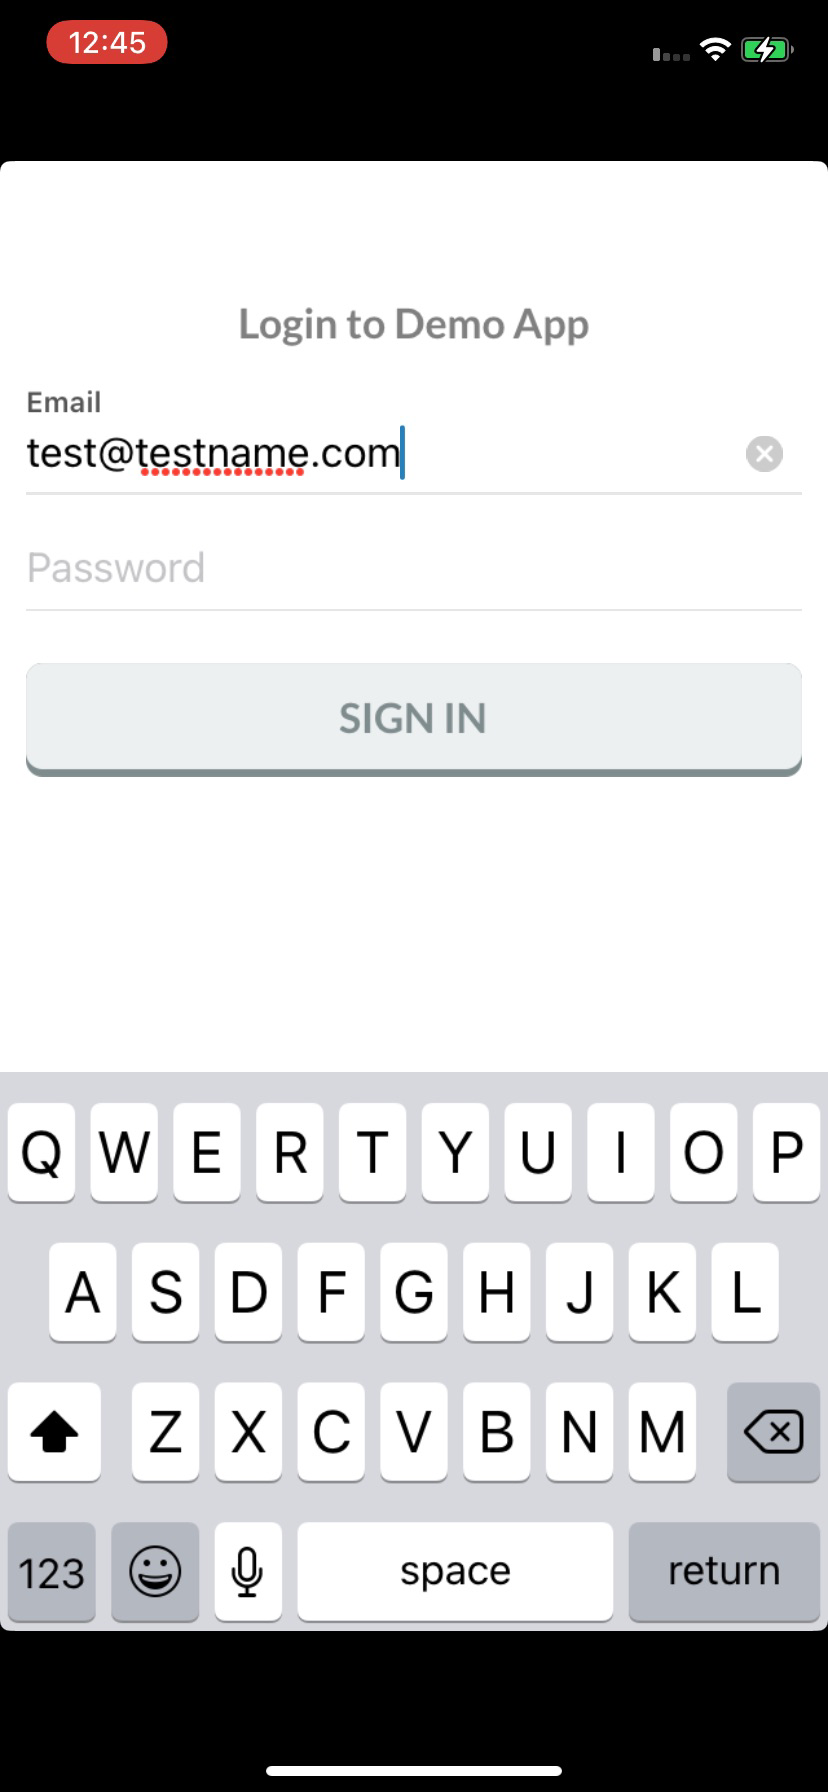 12:45
Login to Demo App
Email
test@testname.com
Password
SIGN IN
Q W E R T Y U I O P
A S D F G H J K L
Z X C V B N M
123 space return